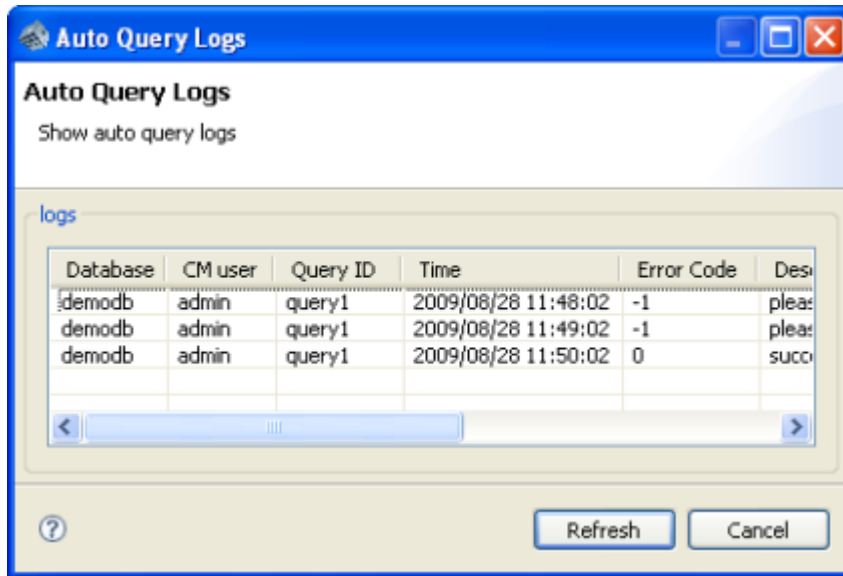 Auto Query Logs
Auto Query Logs
Show auto query logs
logs
Database CM user Query ID Time Error Code
demodb admin query1 2009/08/28 11:48:02 -1
demodb admin query1 2009/08/28 11:49:02 -1
demodb admin query1 2009/08/28 11:50:02 0
Refresh Cancel